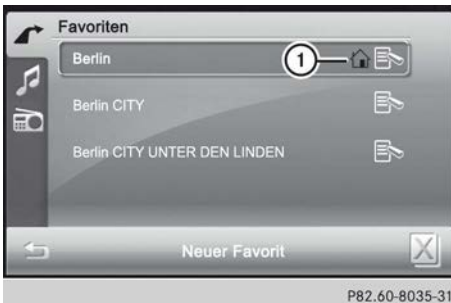 Favoriten
Berlin
1
Berlin CITY
Berlin CITY UNTER DEN LINDEN
Neuer Favorit
P82.60-8035-31